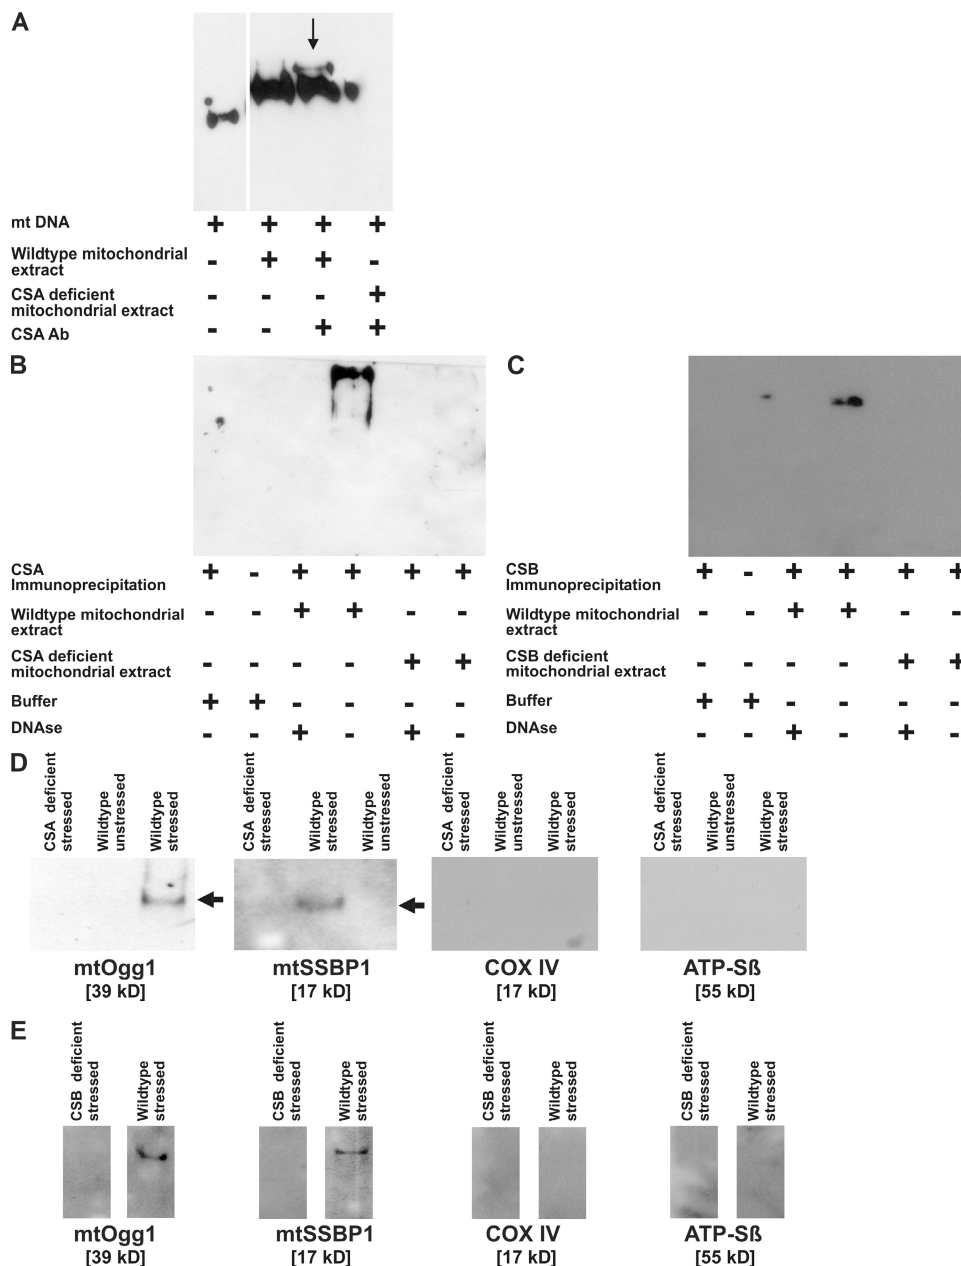 A
mt DNA + + + +
Wildtype mitochondrial
extract - + + -
CSA deficient
mitochondrial extract - - - +
CSA Ab - - + +
B
CSA
Immunoprecipitation + - + + + +
Wildtype mitochondrial
extract - - + + - -
CSA deficient
mitochondrial extract - - - - + +
Buffer + + - - - -
DNAse - - + - + -
C
CSB
Immunoprecipitation + - + + + +
Wildtype mitochondrial
extract - - + + - -
CSB deficient
mitochondrial extract - - - - + +
Buffer + + - - - -
DNAse - - + - + -
D
CSA deficient
stressed
Wildtype
unstressed
Wildtype
stressed
mtOgg1
[39 kD]
CSA deficient
stressed
Wildtype
stressed
Wildtype
unstressed
mtSSBP1
[17 kD]
CSA deficient
stressed
Wildtype
unstressed
Wildtype
stressed
COX IV
[17 kD]
CSA deficient
stressed
Wildtype
unstressed
Wildtype
stressed
ATP-Sß
[55 kD]
E
CSB deficient
stressed
Wildtype
stressed
mtOgg1
[39 kD]
CSB deficient
stressed
Wildtype
stressed
mtSSBP1
[17 kD]
CSB deficient
stressed
Wildtype
stressed
COX IV
[17 kD]
CSB deficient
stressed
Wildtype
stressed
ATP-Sß
[55 kD]